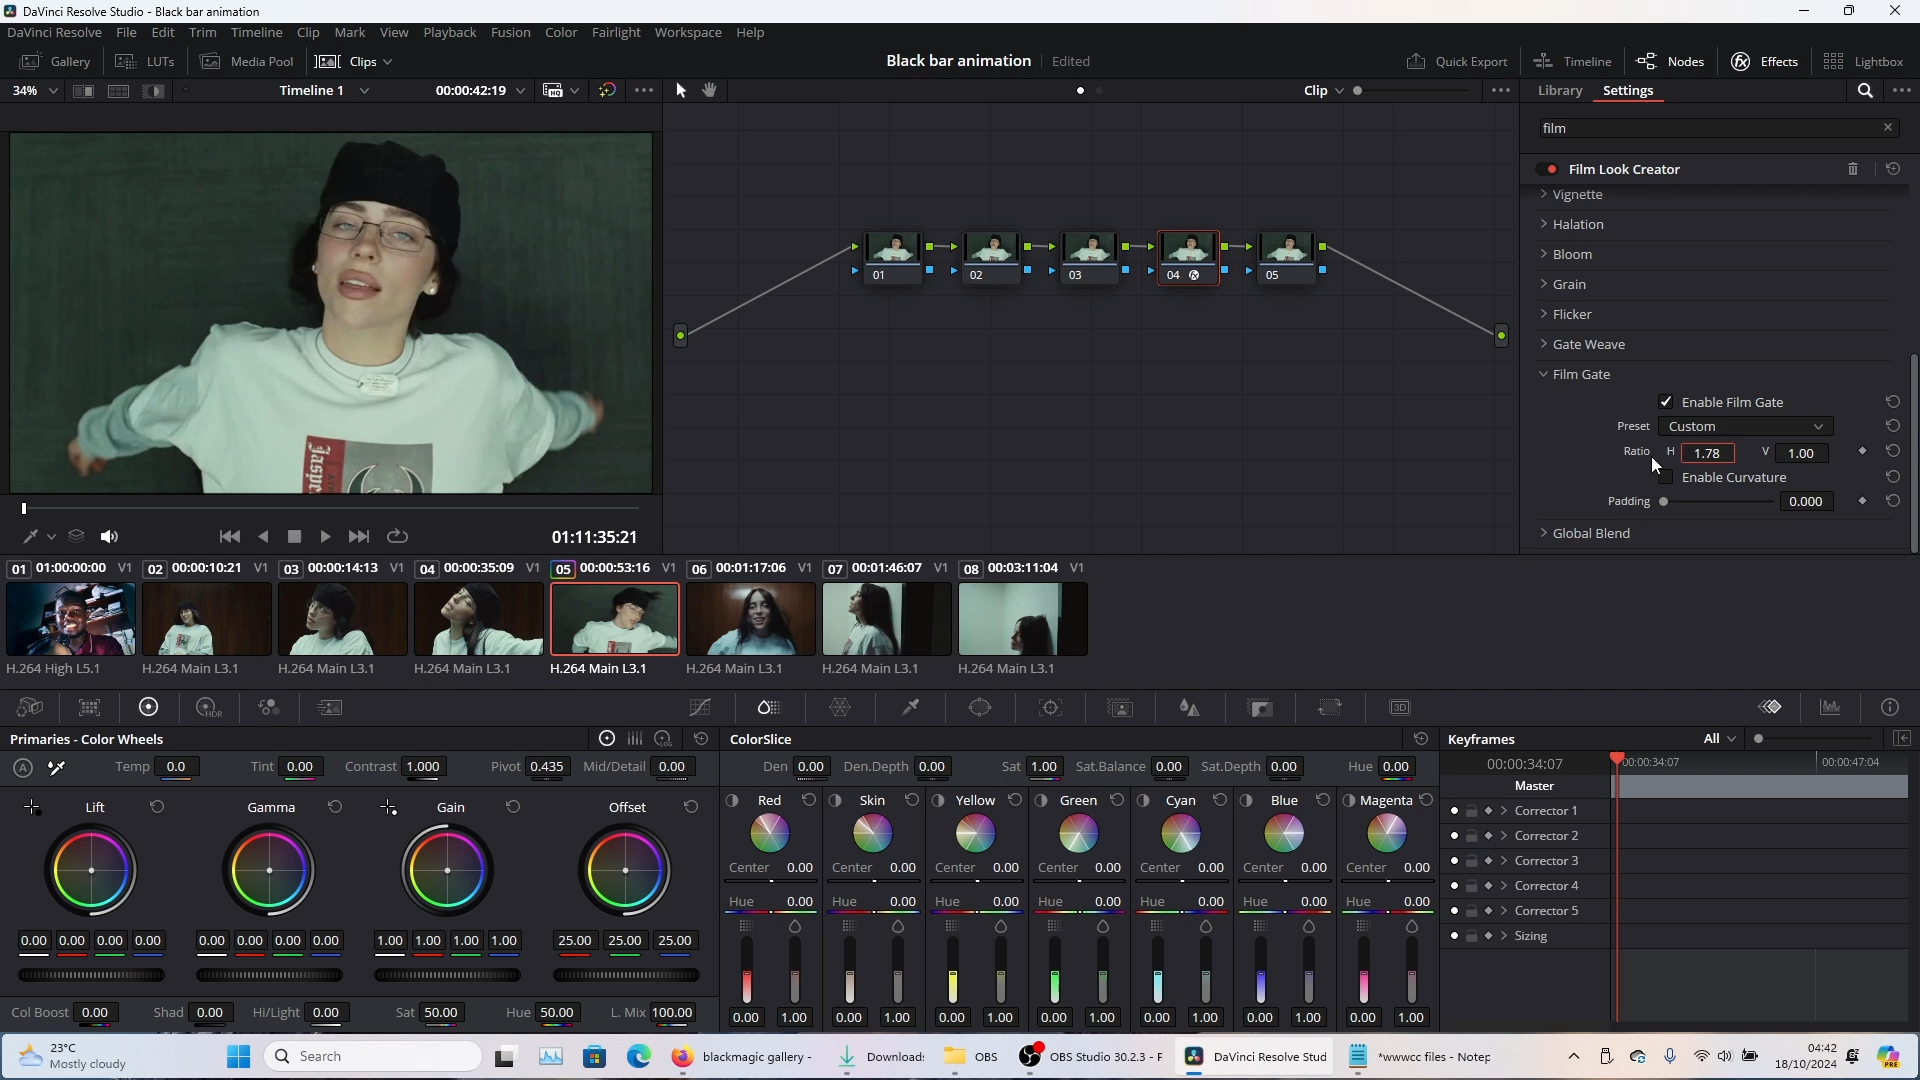 DaVinci Resolve Studio - Black bar animation
DaVinci Resolve File Edit Trim Timeline Clip Mark View Playback Fusion Color Fairlight Workspace Help
Gallery LUTs Media Pool Clips Black bar animation Edited Quick Export Timeline Nodes Effects Lightbox
34% Timeline 1 00:00:42:19 Clip Library Settings
film
Film Look Creator
Vignette
Halation
Bloom
Grain
Flicker
Gate Weave
Film Gate
Enable Film Gate
Preset Custom
Ratio H 1.78 V 1.00
Enable Curvature
Padding 0.000
Global Blend
01 02 03 04 05
01:11:35:21
01 01:00:00:00 V1 02 00:00:10:21 V1 03 00:00:14:13 V1 04 00:00:35:09 V1 05 00:00:53:16 V1 06 00:01:17:06 V1 07 00:01:46:07 V1 08 00:03:11:04 V1
H.264 High L5.1 H.264 Main L3.1 H.264 Main L3.1 H.264 Main L3.1 H.264 Main L3.1 H.264 Main L3.1 H.264 Main L3.1 H.264 Main L3.1
HDR 3D
Primaries - Color Wheels LOG ColorSlice Keyframes All
A Temp 0.0 Tint 0.00 Contrast 1.000 Pivot 0.435 Mid/Detail 0.00
Den 0.00 Den.Depth 0.00 Sat 1.00 Sat.Balance 0.00 Sat.Depth 0.00 Hue 0.00
00:00:34:07 00:00:34:07 00:00:47:04
Master
Corrector 1
Corrector 2
Corrector 3
Corrector 4
Corrector 5
Sizing
Lift Gamma Gain Offset
0.00 0.00 0.00 0.00 0.00 0.00 0.00 0.00 1.00 1.00 1.00 1.00 25.00 25.00 25.00
Col Boost 0.00 Shad 0.00 Hi/Light 0.00 Sat 50.00 Hue 50.00 L. Mix 100.00
Red Skin Yellow Green Cyan Blue Magenta
Center 0.00 Center 0.00 Center 0.00 Center 0.00 Center 0.00 Center 0.00 Center 0.00
Hue 0.00 Hue 0.00 Hue 0.00 Hue 0.00 Hue 0.00 Hue 0.00 Hue 0.00
0.00 1.00 0.00 1.00 0.00 1.00 0.00 1.00 0.00 1.00 0.00 1.00 0.00 1.00
23°C
Mostly cloudy
Search blackmagic gallery - Download: OBS OBS Studio 30.2.3 - P DaVinci Resolve Stud *wwwcc files - Notep
04:42
18/10/2024
PRE